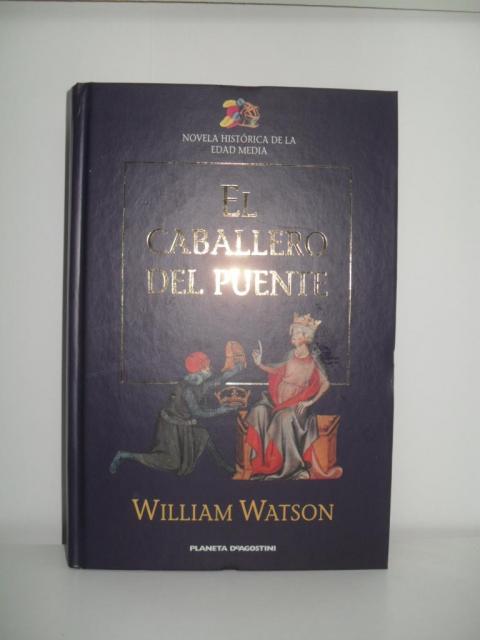 NOVELA HISTÓRICA DE LA
EDAD MEDIA
EL
CABALLERO
DEL PUENTE
WILLIAM WATSON
PLANETA DEAGOSTINI